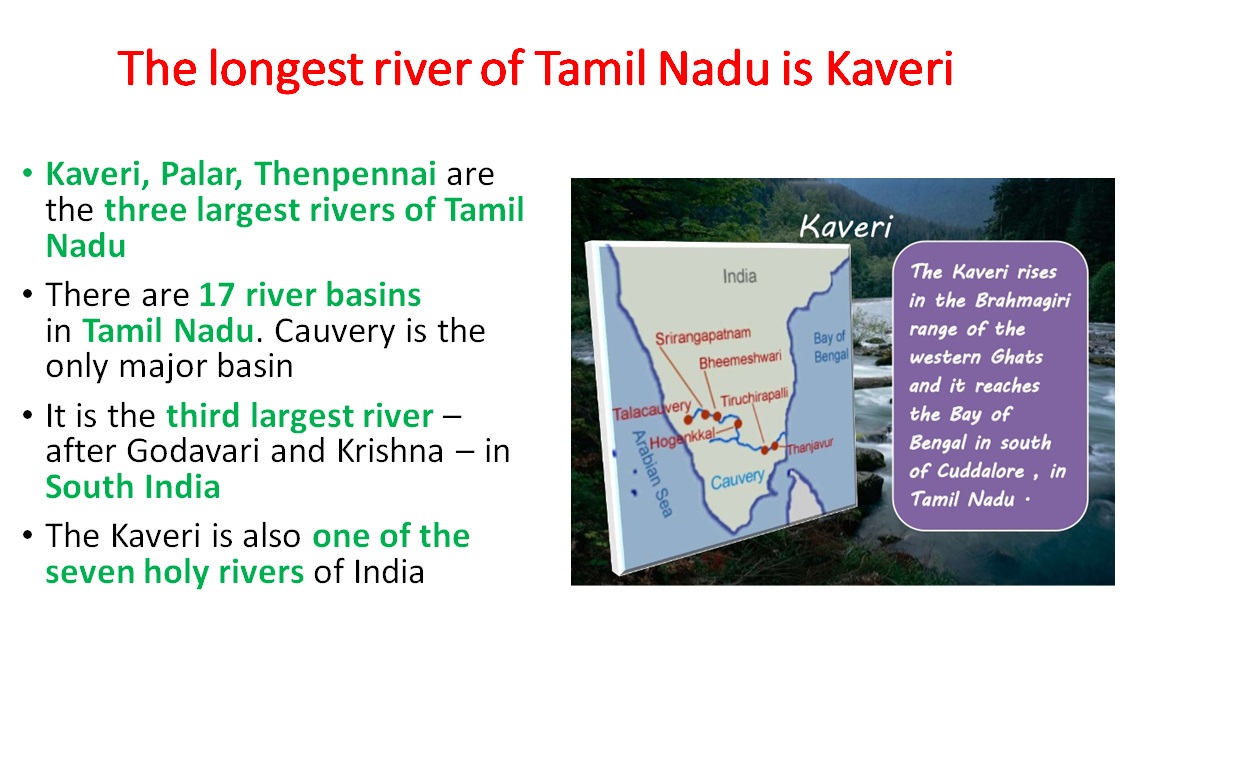 The longest river of Tamil Nadu is Kaveri
• Kaveri, Palar, Thenpennai are
the three largest rivers of Tamil
Nadu
• There are 17 river basins
in Tamil Nadu. Cauvery is the
only major basin
• It is the third largest river –
after Godavari and Krishna – in
South India
• The Kaveri is also one of the
seven holy rivers of India
Kaveri
India
Srirangapatnam
Bheemeshwari
Bay of
Bengal
Talacauvery
Tiruchirapalli
Hogenkkal
Thanjavur
Arabian Sea
Cauvery
The Kaveri rises
in the Brahmagiri
range of the
western Ghats
and it reaches
the Bay of
Bengal in south
of Cuddalore , in
Tamil Nadu .